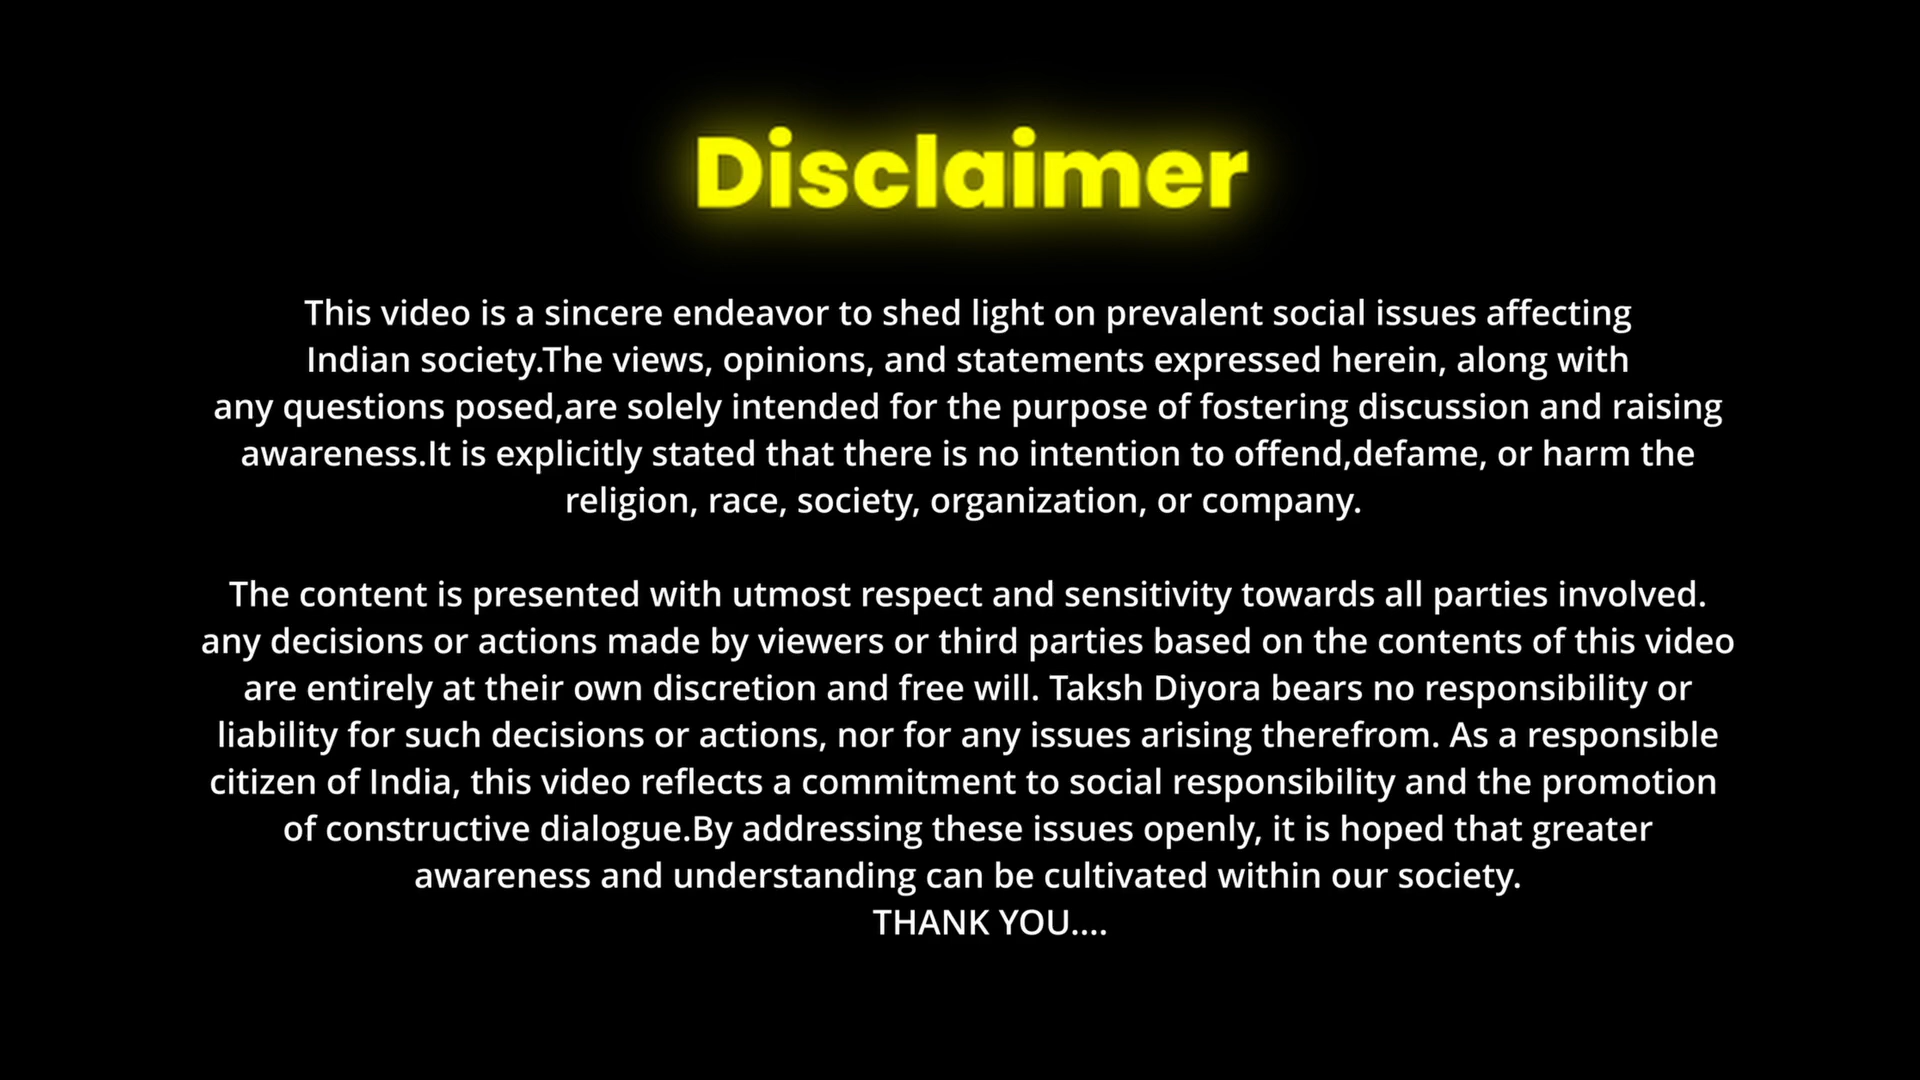 Disclaimer
This video is a sincere endeavor to shed light on prevalent social issues affecting
Indian society.The views, opinions, and statements expressed herein, along with
any questions posed,are solely intended for the purpose of fostering discussion and raising
awareness.It is explicitly stated that there is no intention to offend,defame, or harm the
religion, race, society, organization, or company.
The content is presented with utmost respect and sensitivity towards all parties involved.
any decisions or actions made by viewers or third parties based on the contents of this video
are entirely at their own discretion and free will. Taksh Diyora bears no responsibility or
liability for such decisions or actions, nor for any issues arising therefrom. As a responsible
citizen of India, this video reflects a commitment to social responsibility and the promotion
of constructive dialogue.By addressing these issues openly, it is hoped that greater
awareness and understanding can be cultivated within our society.
THANK YOU....